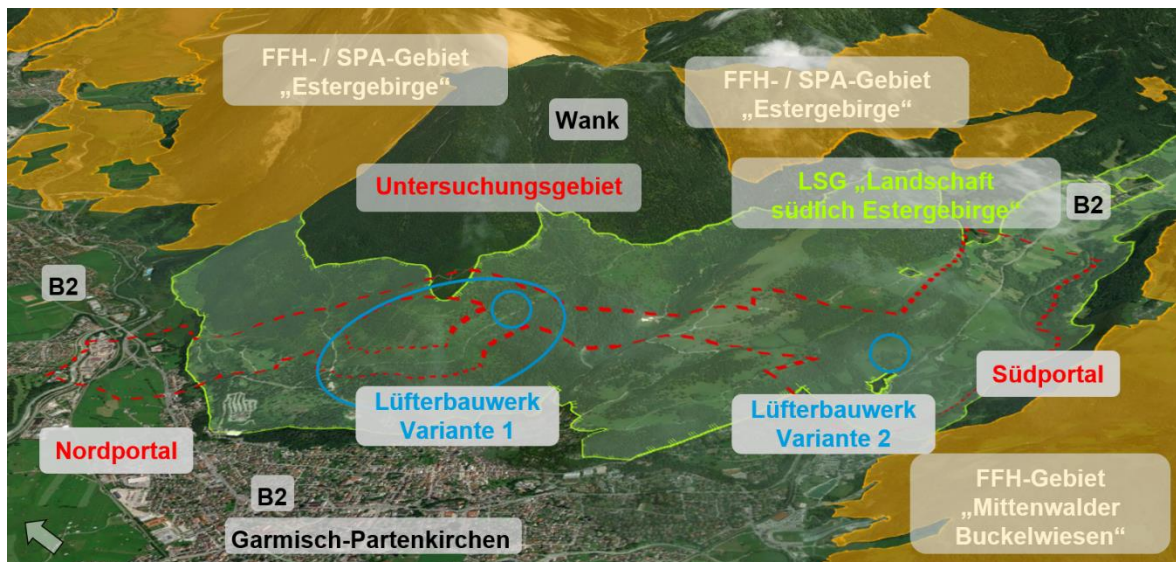 FFH- / SPA-Gebiet
„Estergebirge“
FFH- / SPA-Gebiet
„Estergebirge“
Wank
Untersuchungsgebiet
LSG „Landschaft
südlich Estergebirge“
B2
B2
Lüfterbauwerk
Variante 1
Lüfterbauwerk
Variante 2
Südportal
Nordportal
B2
FFH-Gebiet
„Mittenwalder
Buckelwiesen“
Garmisch-Partenkirchen